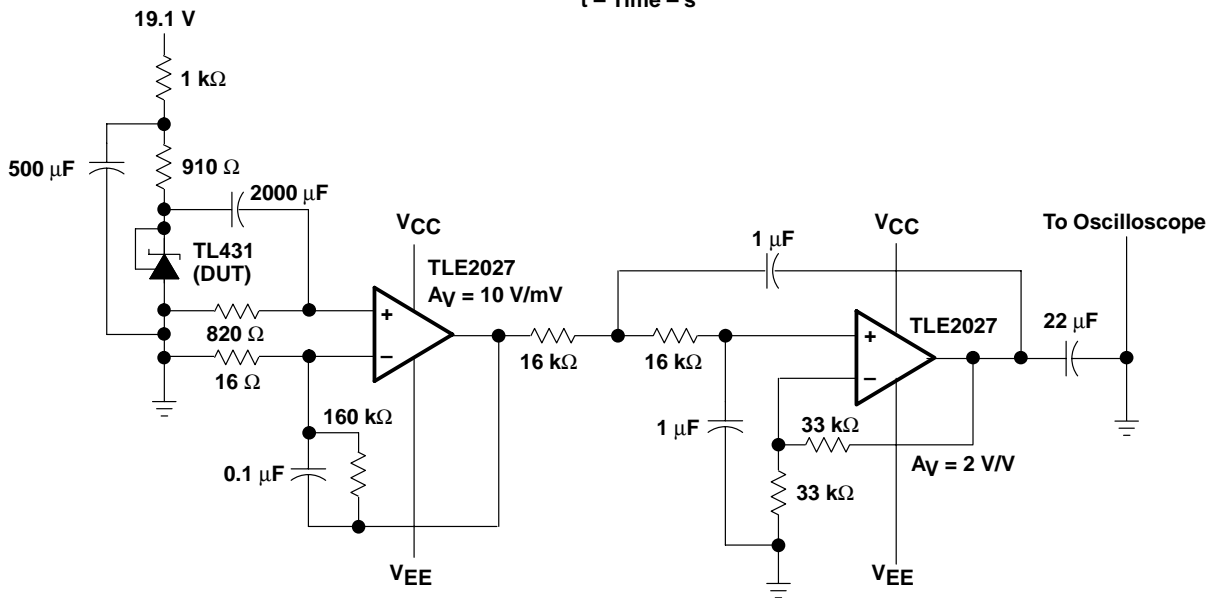 t – Time – s
19.1 V
1 kΩ
500 μF
910 Ω
2000 μF
TL431
(DUT)
820 Ω
16 Ω
160 kΩ
0.1 μF
VCC
TLE2027
AV = 10 V/mV
+
–
VEE
16 kΩ
16 kΩ
1 μF
1 μF
VCC
TLE2027
+
–
33 kΩ
33 kΩ
AV = 2 V/V
VEE
22 μF
To Oscilloscope